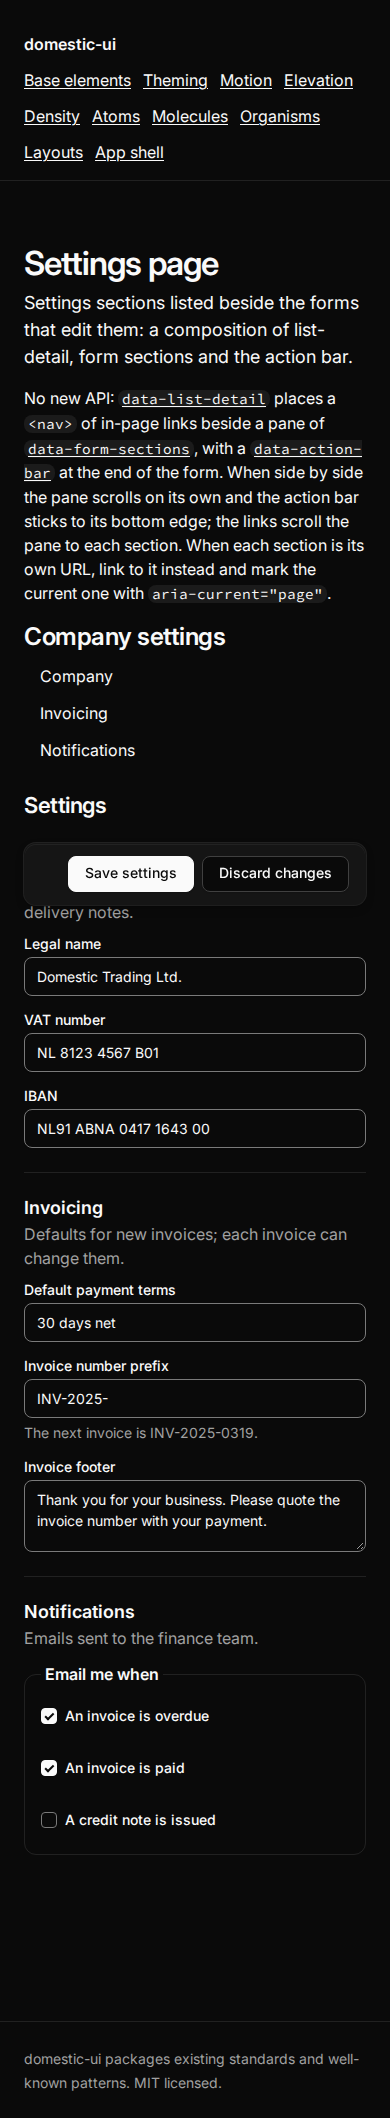 domestic-ui
Base elements Theming Motion Elevation
Density Atoms Molecules Organisms
Layouts App shell
Settings page
Settings sections listed beside the forms
that edit them: a composition of list-
detail, form sections and the action bar.
No new API: data-list-detail places a
<nav> of in-page links beside a pane of
data-form-sections, with a data-action-
bar at the end of the form. When side by side
the pane scrolls on its own and the action bar
sticks to its bottom edge; the links scroll the
pane to each section. When each section is its
own URL, link to it instead and mark the
current one with aria-current="page".
Company settings
Company
Invoicing
Notifications
Settings
Save settings Discard changes
delivery notes.
Legal name
Domestic Trading Ltd.
VAT number
NL 8123 4567 B01
IBAN
NL91 ABNA 0417 1643 00
Invoicing
Defaults for new invoices; each invoice can
change them.
Default payment terms
30 days net
Invoice number prefix
INV-2025-
The next invoice is INV-2025-0319.
Invoice footer
Thank you for your business. Please quote the
invoice number with your payment.
Notifications
Emails sent to the finance team.
Email me when
An invoice is overdue
An invoice is paid
A credit note is issued
domestic-ui packages existing standards and well-
known patterns. MIT licensed.